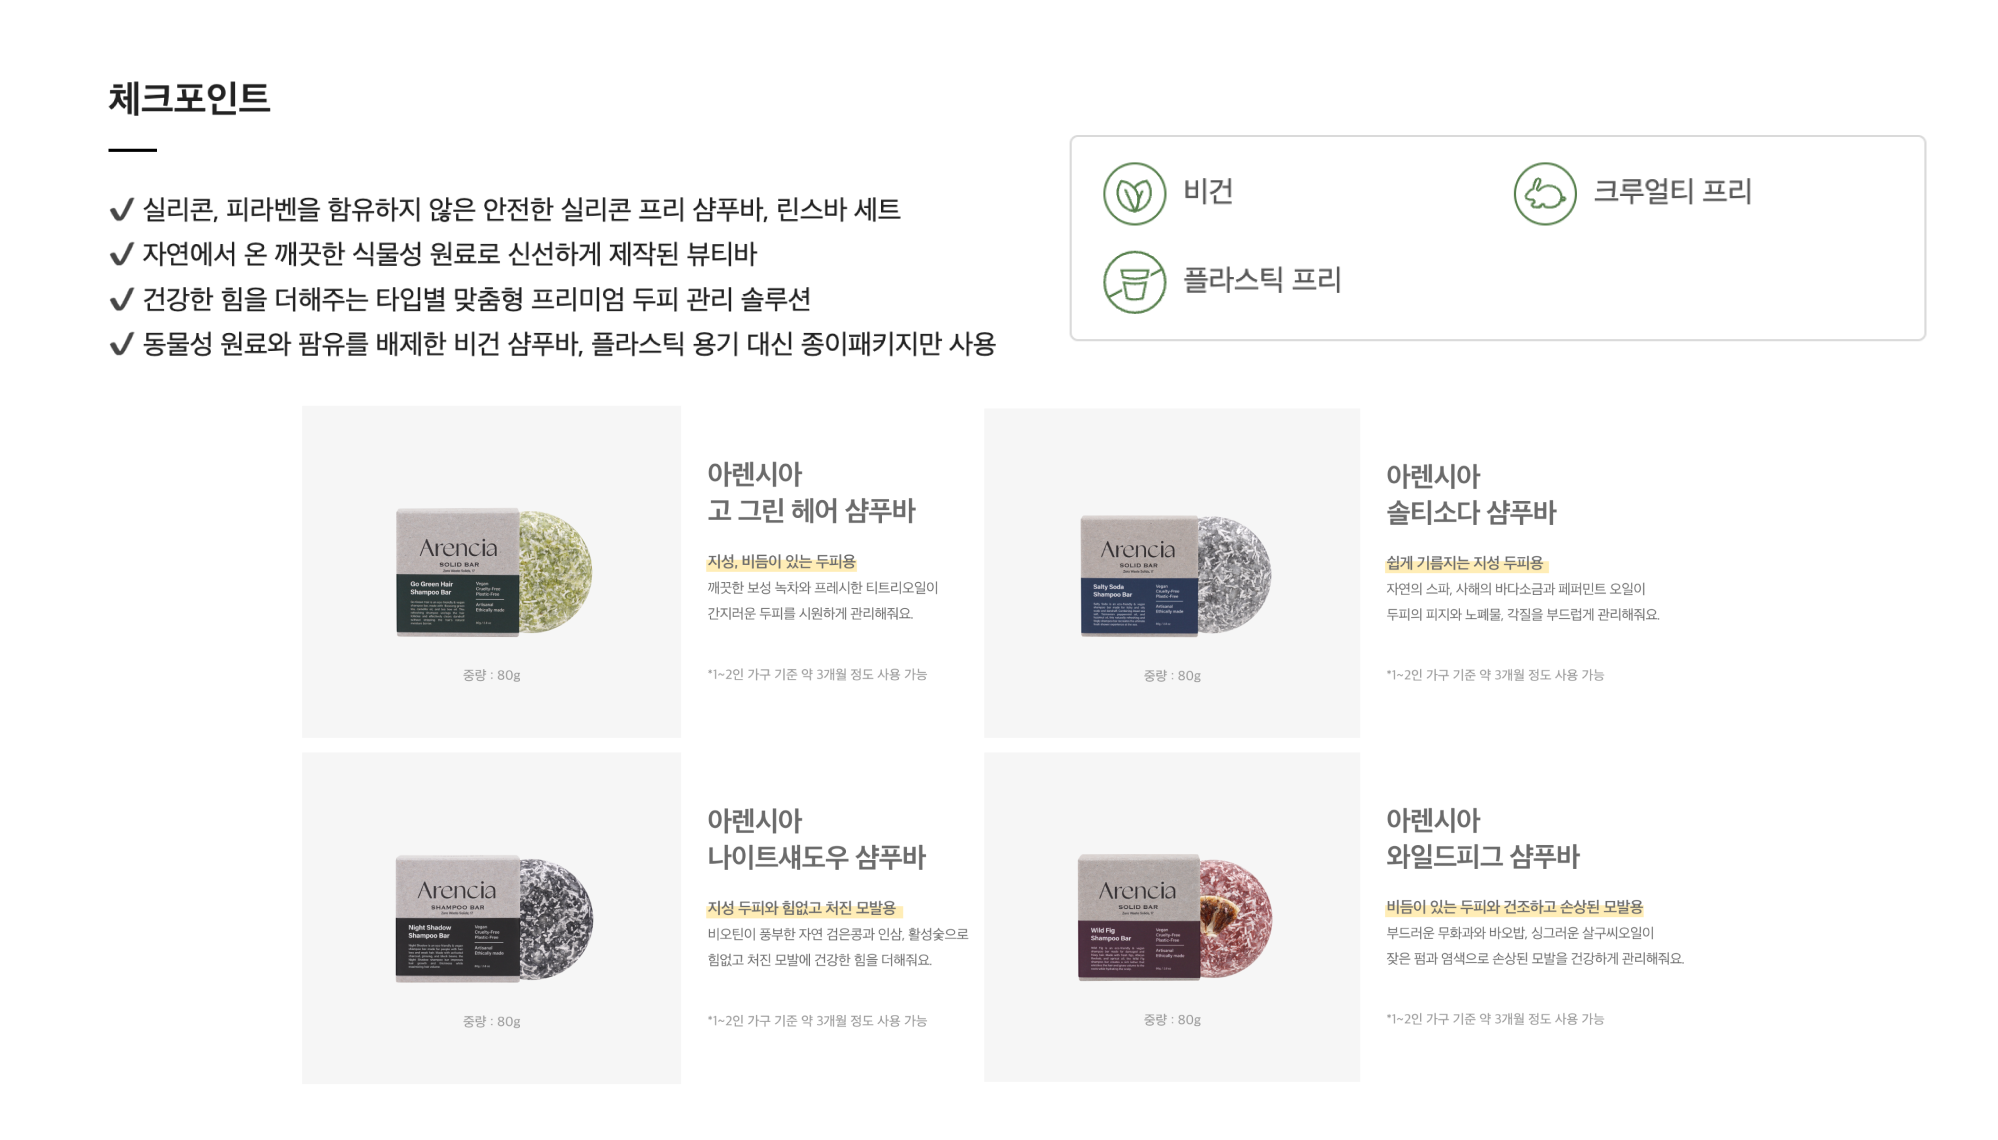 체크포인트
✔ 실리콘, 피라벤을 함유하지 않은 안전한 실리콘 프리 샴푸바, 린스바 세트
✔ 자연에서 온 깨끗한 식물성 원료로 신선하게 제작된 뷰티바
✔ 건강한 힘을 더해주는 타입별 맞춤형 프리미엄 두피 관리 솔루션
✔ 동물성 원료와 팜유를 배제한 비건 샴푸바, 플라스틱 용기 대신 종이패키지만 사용
비건
크루얼티 프리
플라스틱 프리
Arencia
SOLID BAR
Go Green Hair
Shampoo Bar
Vegan
Cruelty-Free
Plastic-Free
Artisanal
Ethically made
중량 : 80g
아렌시아
고 그린 헤어 샴푸바
지성, 비듬이 있는 두피용
깨끗한 보성 녹차와 프레시한 티트리오일이
간지러운 두피를 시원하게 관리해줘요.
*1~2인 가구 기준 약 3개월 정도 사용 가능
Arencia
SOLID BAR
Salty Soda
Shampoo Bar
Vegan
Cruelty-Free
Plastic-Free
Artisanal
Ethically made
중량 : 80g
아렌시아
솔티소다 샴푸바
쉽게 기름지는 지성 두피용
자연의 스파, 사해의 바다소금과 페퍼민트 오일이
두피의 피지와 노폐물, 각질을 부드럽게 관리해줘요.
*1~2인 가구 기준 약 3개월 정도 사용 가능
Arencia
SHAMPOO BAR
Night Shadow
Shampoo Bar
Vegan
Cruelty-Free
Plastic-Free
Artisanal
Ethically made
중량 : 80g
아렌시아
나이트섀도우 샴푸바
지성 두피와 힘없고 처진 모발용
비오틴이 풍부한 자연 검은콩과 인삼, 활성숯으로
힘없고 처진 모발에 건강한 힘을 더해줘요.
*1~2인 가구 기준 약 3개월 정도 사용 가능
Arencia
SOLID BAR
Wild Fig
Shampoo Bar
Vegan
Cruelty-Free
Plastic-Free
Artisanal
Ethically made
중량 : 80g
아렌시아
와일드피그 샴푸바
비듬이 있는 두피와 건조하고 손상된 모발용
부드러운 무화과와 바오밥, 싱그러운 살구씨오일이
잦은 펌과 염색으로 손상된 모발을 건강하게 관리해줘요.
*1~2인 가구 기준 약 3개월 정도 사용 가능